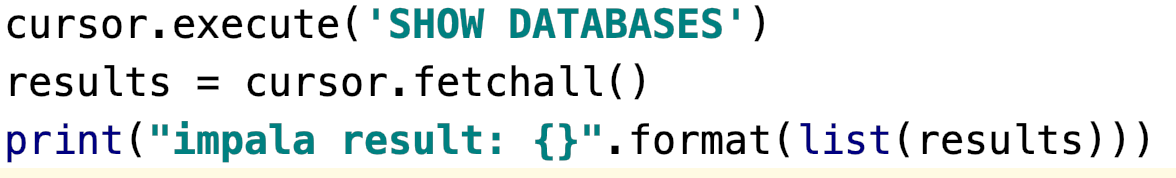 cursor.execute('SHOW DATABASES')
results = cursor.fetchall()
print("impala result: {}".format(list(results)))